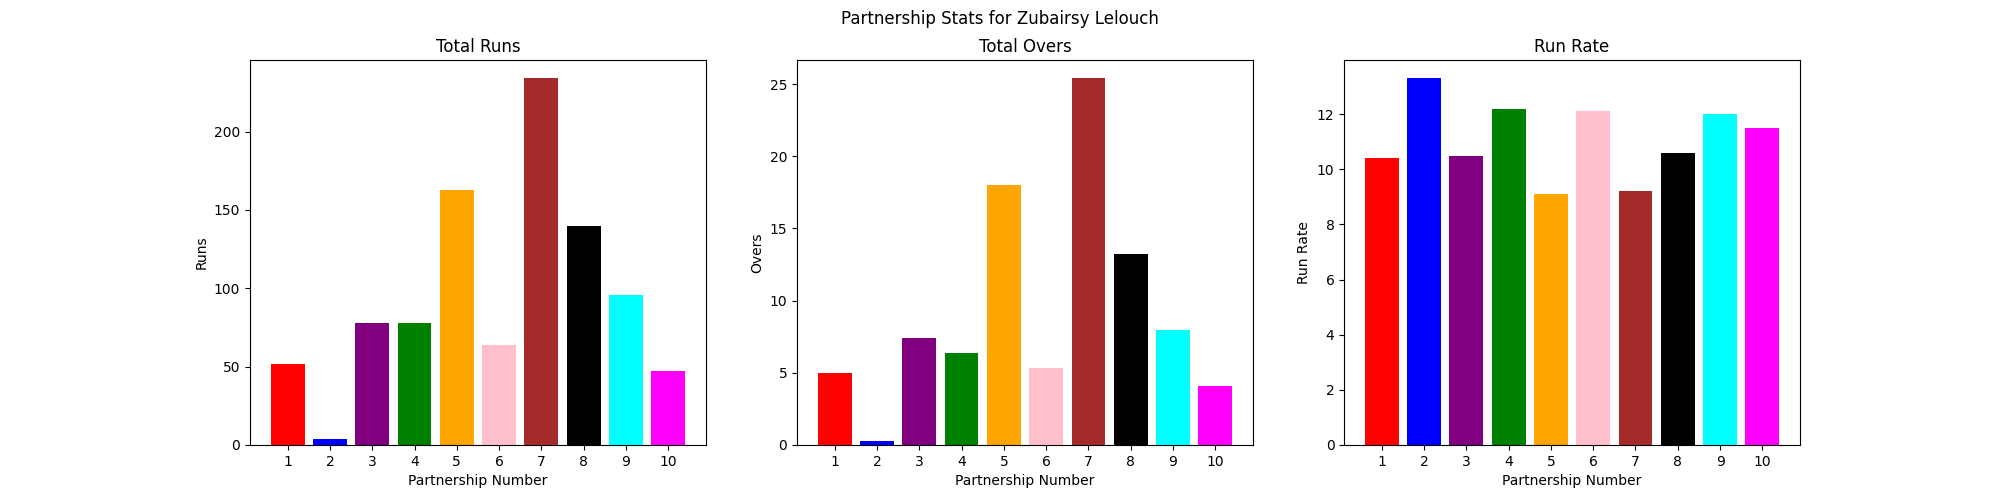 Partnership Stats for Zubairsy Lelouch
Total Runs
Runs
200
150
100
50
0
1 2 3 4 5 6 7 8 9 10
Partnership Number
Total Overs
Overs
25
20
15
10
5
0
1 2 3 4 5 6 7 8 9 10
Partnership Number
Run Rate
Run Rate
12
10
8
6
4
2
0
1 2 3 4 5 6 7 8 9 10
Partnership Number